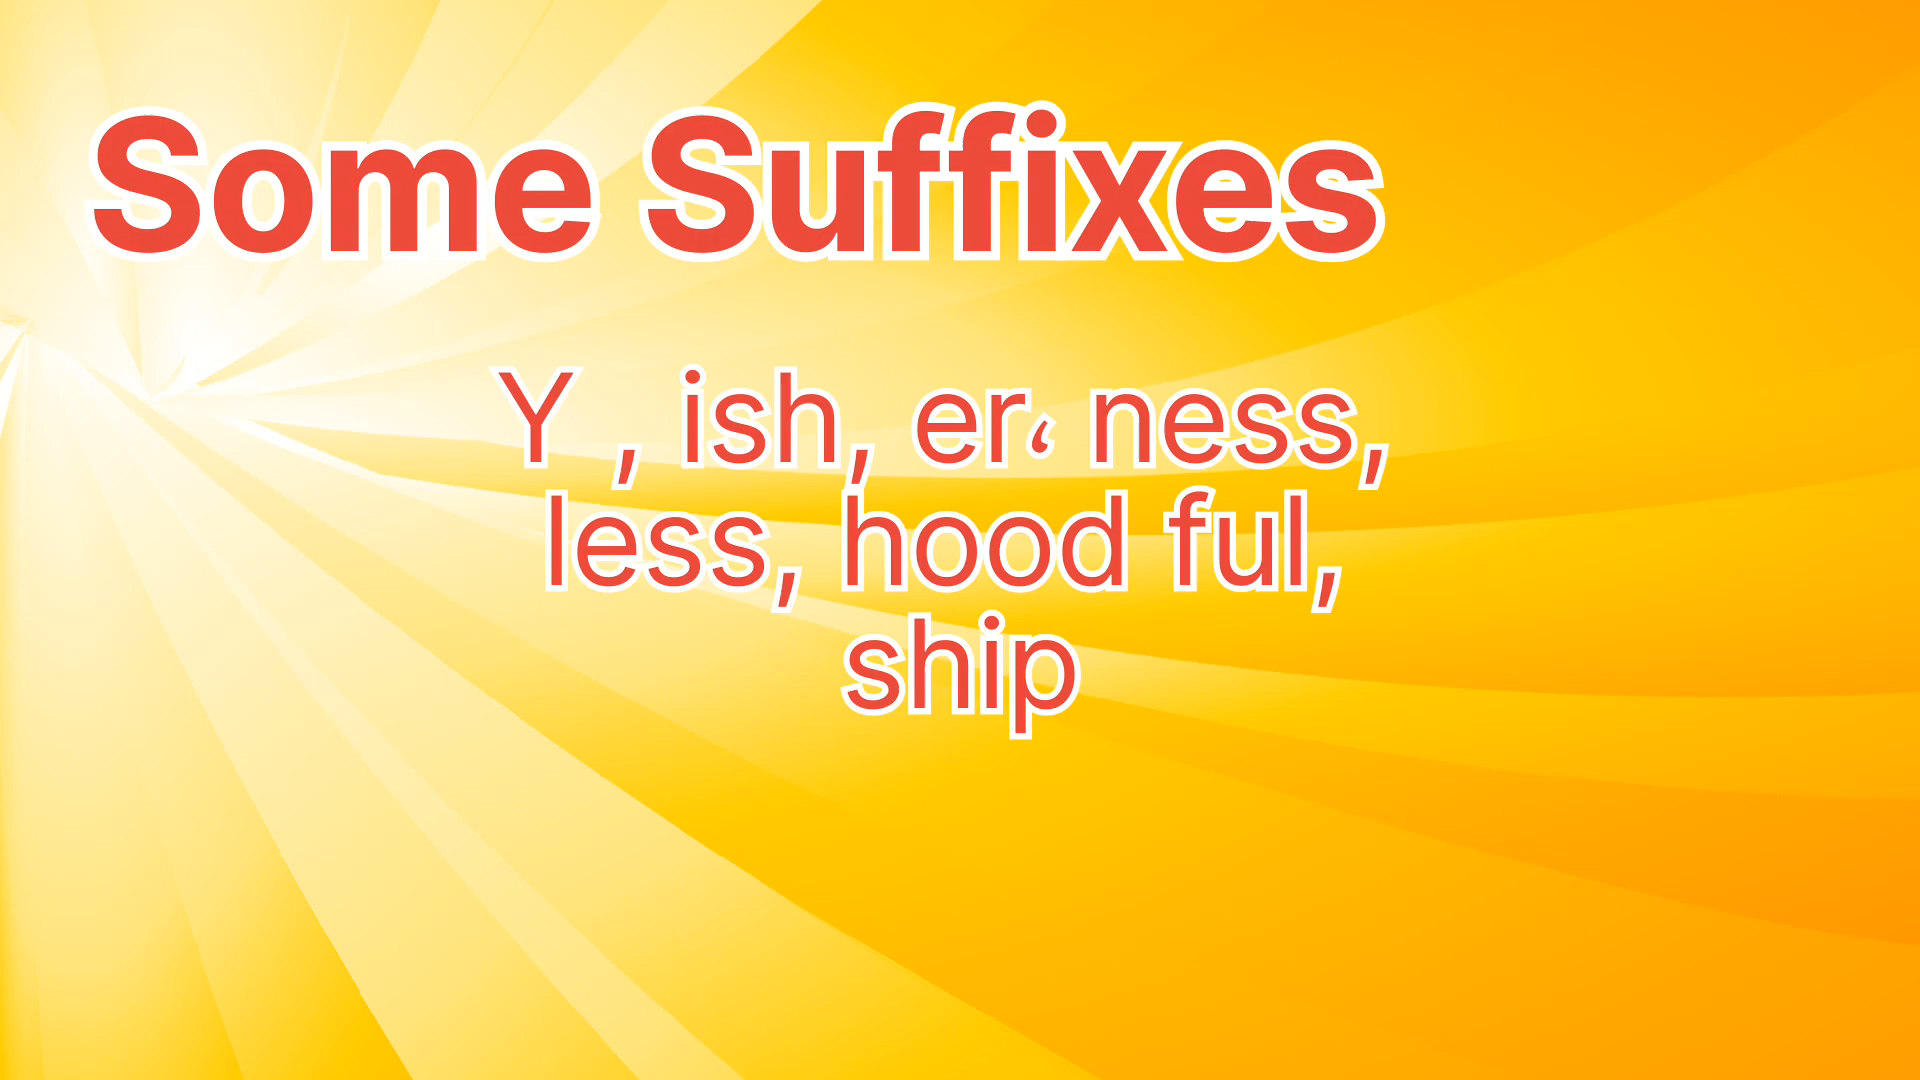 Some Suffixes
Y , ish, er، ness,
less, hood ful,
ship